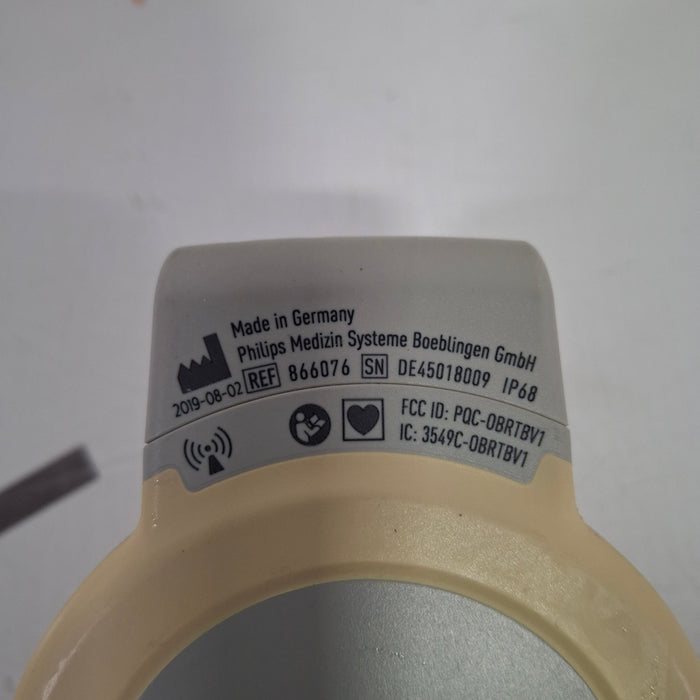 Made in Germany
Philips Medizin Systeme Boeblingen GmbH
2019-08-02 REF 866076 SN DE45018009 IP68
FCC ID: PQC-OBRTBV1
IC: 3549C-OBRTBV1